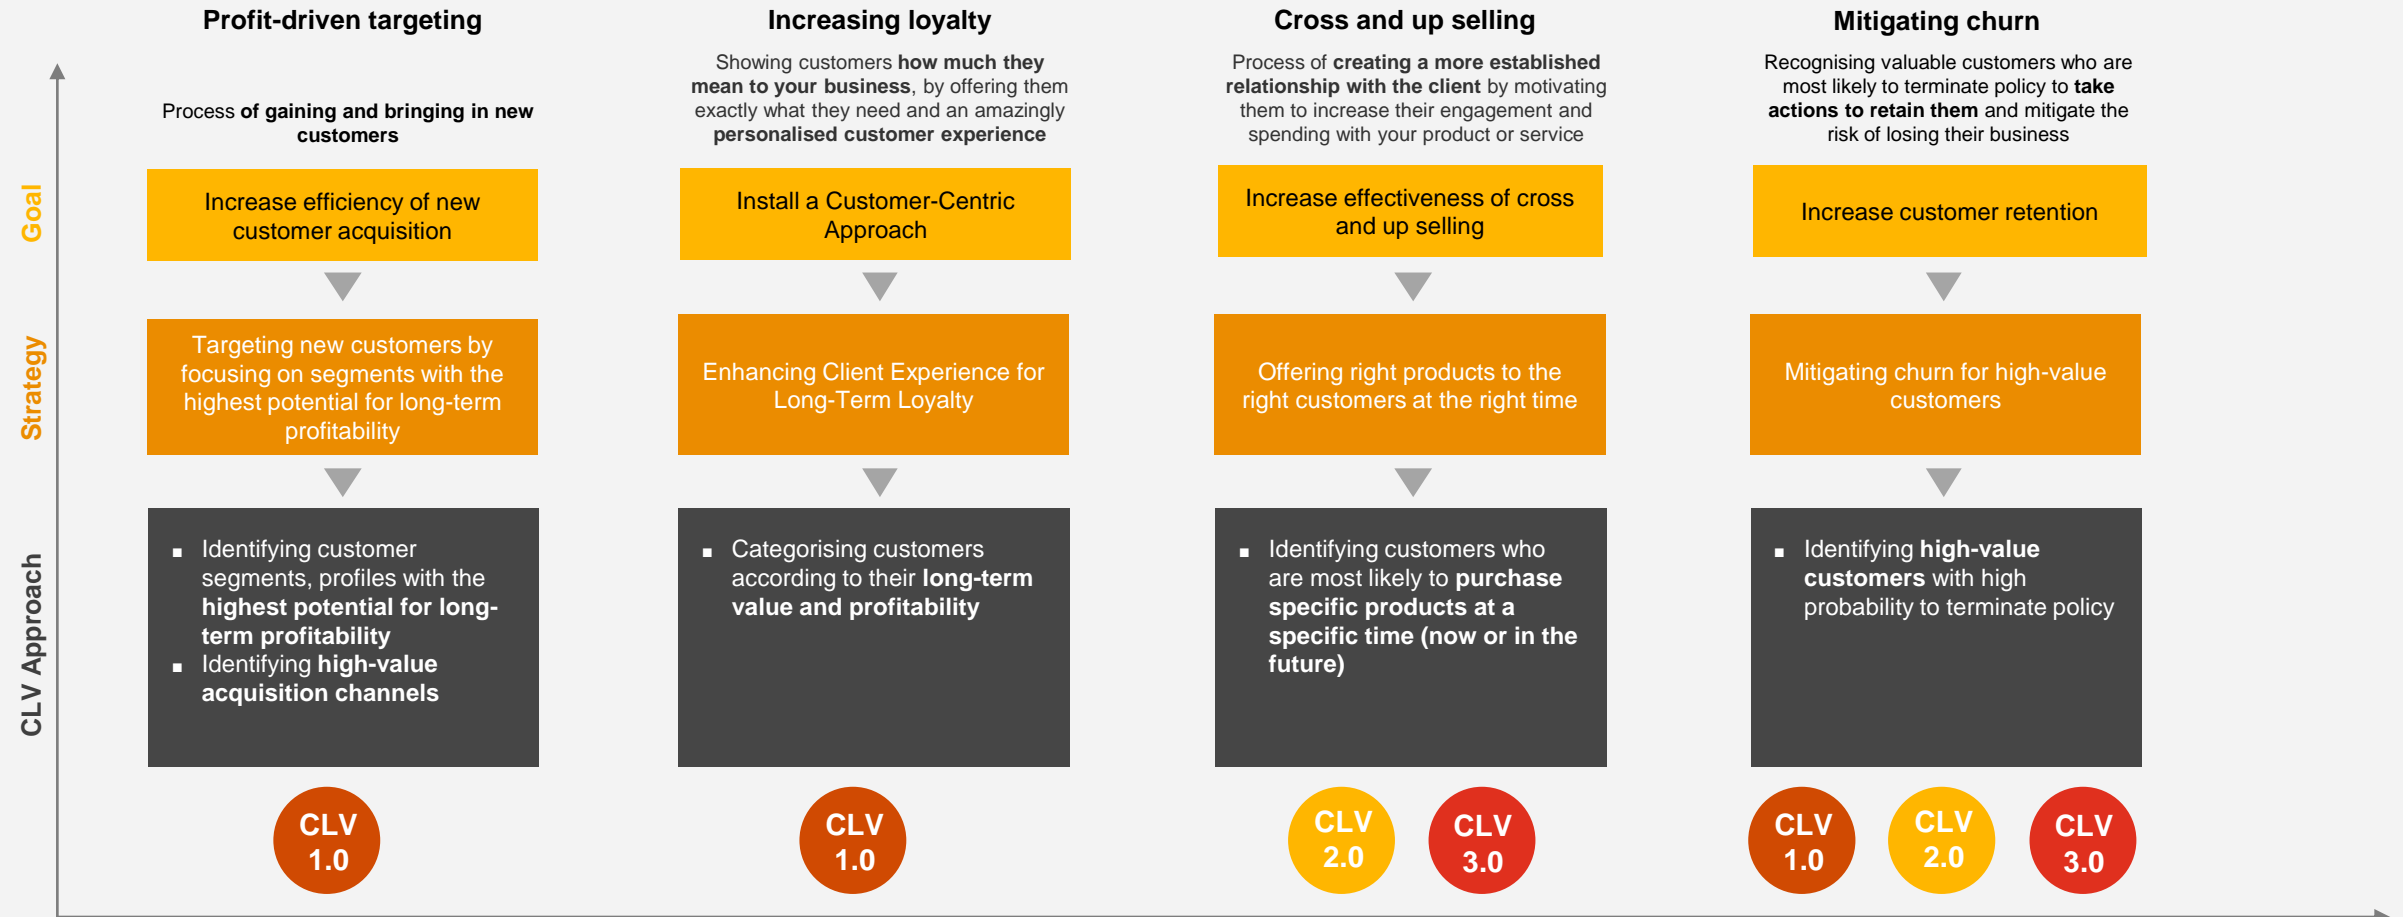 Profit-driven targeting
Process of gaining and bringing in new
customers
Increasing loyalty
Showing customers how much they
mean to your business, by offering them
exactly what they need and an amazingly
personalised customer experience
Cross and up selling
Process of creating a more established
relationship with the client by motivating
them to increase their engagement and
spending with your product or service
Mitigating churn
Recognising valuable customers who are
most likely to terminate policy to take
actions to retain them and mitigate the
risk of losing their business
Goal
Increase efficiency of new
customer acquisition
Install a Customer-Centric
Approach
Increase effectiveness of cross
and up selling
Increase customer retention
Strategy
Targeting new customers by
focusing on segments with the
highest potential for long-term
profitability
Enhancing Client Experience for
Long-Term Loyalty
Offering right products to the
right customers at the right time
Mitigating churn for high-value
customers
CLV Approach
▪ Identifying customer
segments, profiles with the
highest potential for long-
term profitability
▪ Identifying high-value
acquisition channels
▪ Categorising customers
according to their long-term
value and profitability
▪ Identifying customers who
are most likely to purchase
specific products at a
specific time (now or in the
future)
▪ Identifying high-value
customers with high
probability to terminate policy
CLV
1.0
CLV
1.0
CLV
2.0
CLV
3.0
CLV
1.0
CLV
2.0
CLV
3.0